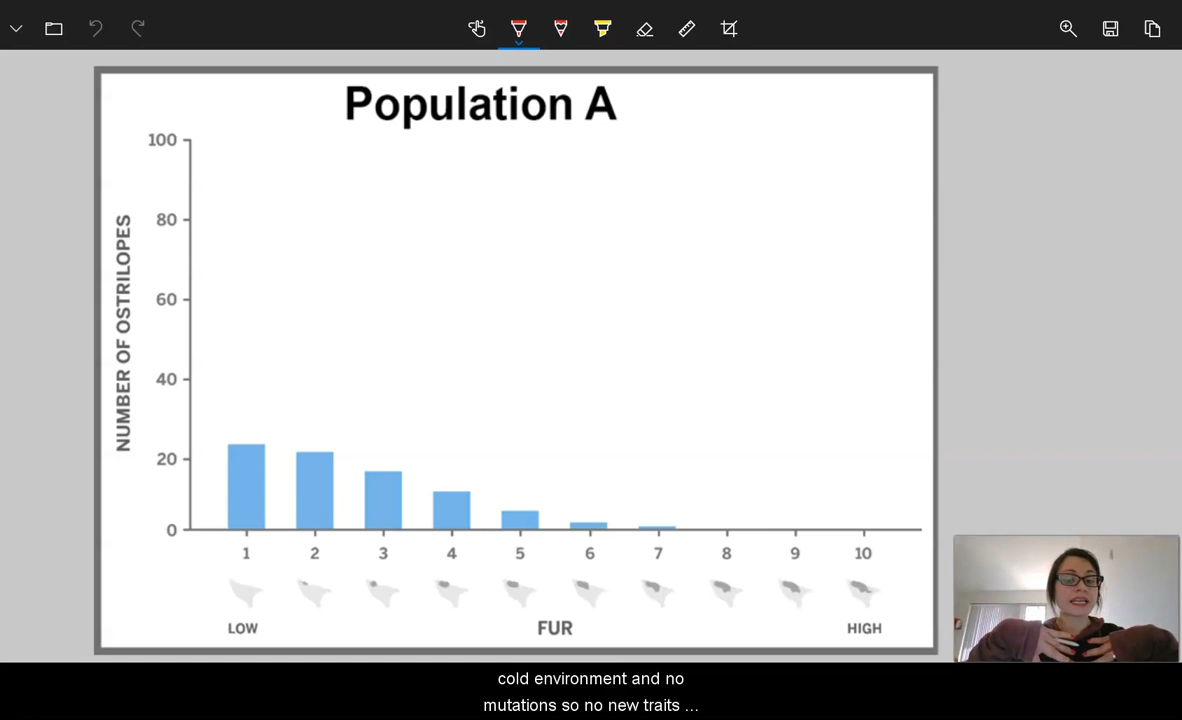 Population A
100
80
60
40
20
0
NUMBER OF OSTRILOPES
1 2 3 4 5 6 7 8 9 10
LOW FUR HIGH
cold environment and no
mutations so no new traits ...